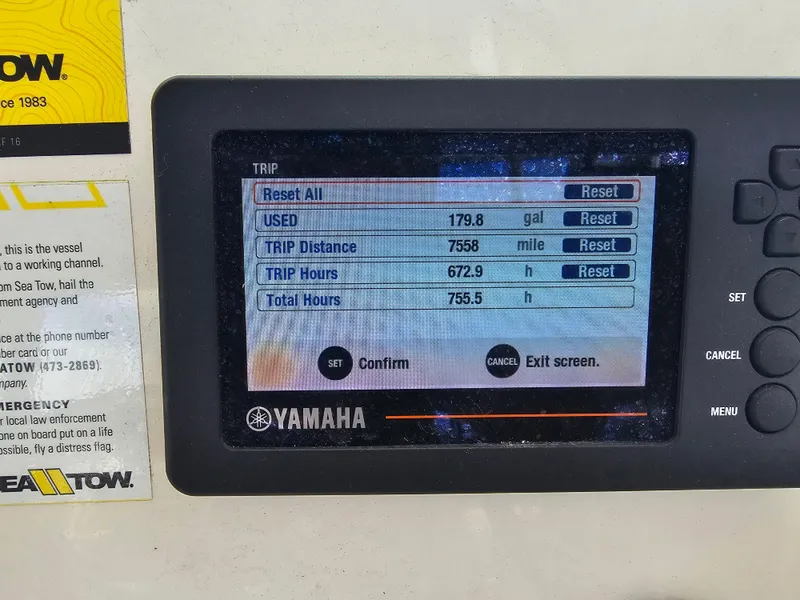 OW®
ce 1983
F 16
, this is the vessel
to a working channel.
om Sea Tow, hail the
ment agency and
ce at the phone number
ber card or our
ATOW (473-2869).
mpany.
MERGENCY
r local law enforcement
one on board put on a life
ossible, fly a distress flag.
SEA TOW.
TRIP
Reset All Reset
USED 179.8 gal Reset
TRIP Distance 7558 mile Reset
TRIP Hours 672.9 h Reset
Total Hours 755.5 h
SET Confirm CANCEL Exit screen.
YAMAHA
SET
CANCEL
MENU